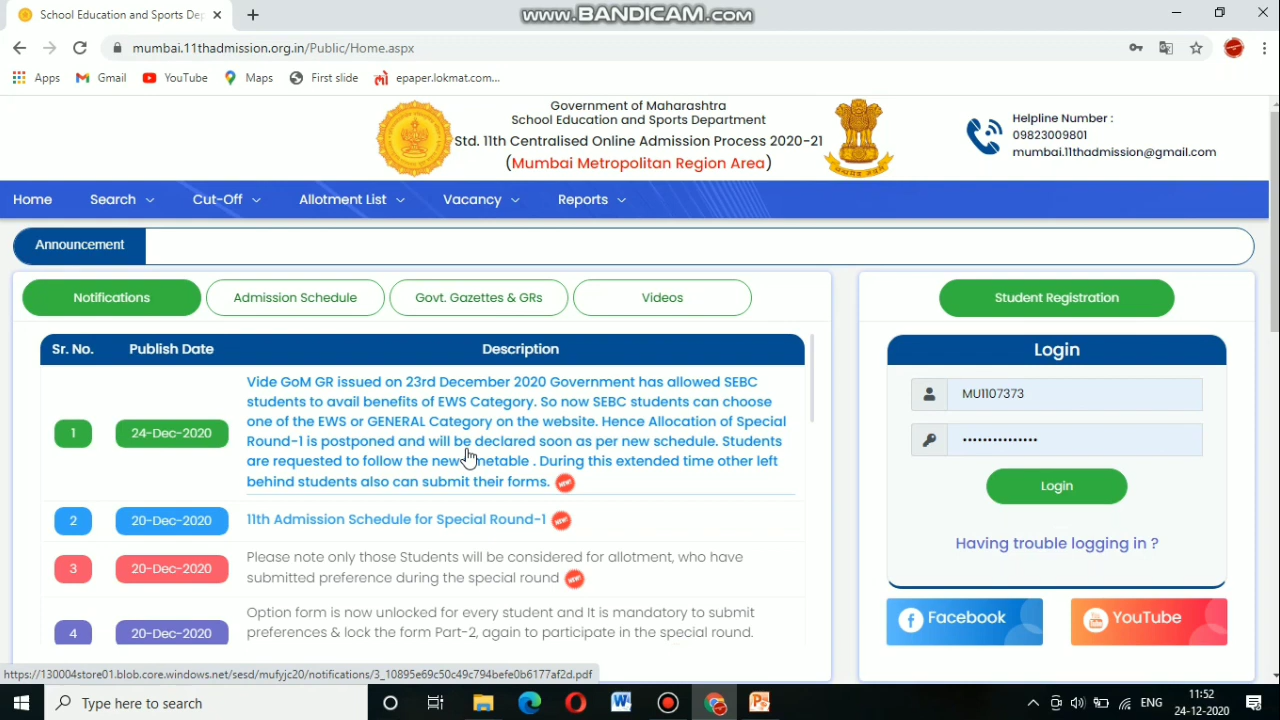 www.BANDICAM.com
School Education and Sports Dep
mumbai.11thadmission.org.in/Public/Home.aspx
Apps Gmail YouTube Maps First slide epaper.lokmat.com...
Government of Maharashtra
School Education and Sports Department
Std. 11th Centralised Online Admission Process 2020-21
(Mumbai Metropolitan Region Area)
Helpline Number :
09823009801
mumbai.11thadmission@gmail.com
Home Search Cut-Off Allotment List Vacancy Reports
Announcement
Notifications Admission Schedule Govt. Gazettes & GRs Videos
Student Registration
Sr. No. Publish Date Description
1 24-Dec-2020
Vide GoM GR issued on 23rd December 2020 Government has allowed SEBC
students to avail benefits of EWS Category. So now SEBC students can choose
one of the EWS or GENERAL Category on the website. Hence Allocation of Special
Round-1 is postponed and will be declared soon as per new schedule. Students
are requested to follow the new metable . During this extended time other left
behind students also can submit their forms. NEW!
2 20-Dec-2020 11th Admission Schedule for Special Round-1 NEW!
3 20-Dec-2020
Please note only those Students will be considered for allotment, who have
submitted preference during the special round NEW!
4 20-Dec-2020
Option form is now unlocked for every student and It is mandatory to submit
preferences & lock the form Part-2, again to participate in the special round.
Login
MU1107373
Login
Having trouble logging in ?
Facebook YouTube
https://130004store01.blob.core.windows.net/sesd/mufyjc20/notifications/3_10895e69c50c49c794befe0b6177af2d.pdf
Type here to search
ENG
11:52
24-12-2020